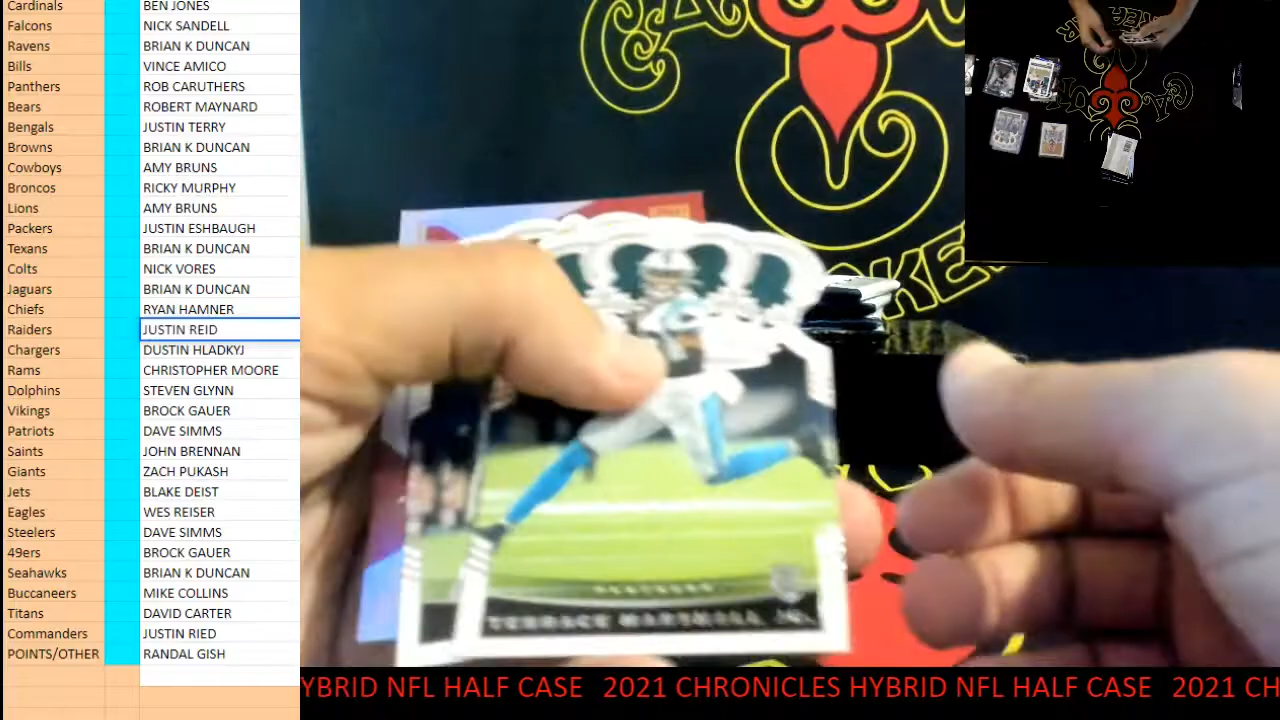 Cardinals BEN JONES
Falcons NICK SANDELL
Ravens BRIAN K DUNCAN
Bills VINCE AMICO
Panthers ROB CARUTHERS
Bears ROBERT MAYNARD
Bengals JUSTIN TERRY
Browns BRIAN K DUNCAN
Cowboys AMY BRUNS
Broncos RICKY MURPHY
Lions AMY BRUNS
Packers JUSTIN ESHBAUGH
Texans BRIAN K DUNCAN
Colts NICK VORES
Jaguars BRIAN K DUNCAN
Chiefs RYAN HAMNER
Raiders JUSTIN REID
Chargers DUSTIN HLADKYJ
Rams CHRISTOPHER MOORE
Dolphins STEVEN GLYNN
Vikings BROCK GAUER
Patriots DAVE SIMMS
Saints JOHN BRENNAN
Giants ZACH PUKASH
Jets BLAKE DEIST
Eagles WES REISER
Steelers DAVE SIMMS
49ers BROCK GAUER
Seahawks BRIAN K DUNCAN
Buccaneers MIKE COLLINS
Titans DAVID CARTER
Commanders JUSTIN RIED
POINTS/OTHER RANDAL GISH
PANTHERS
TERRACE MARSHALL JR.
YBRID NFL HALF CASE 2021 CHRONICLES HYBRID NFL HALF CASE 2021 CH